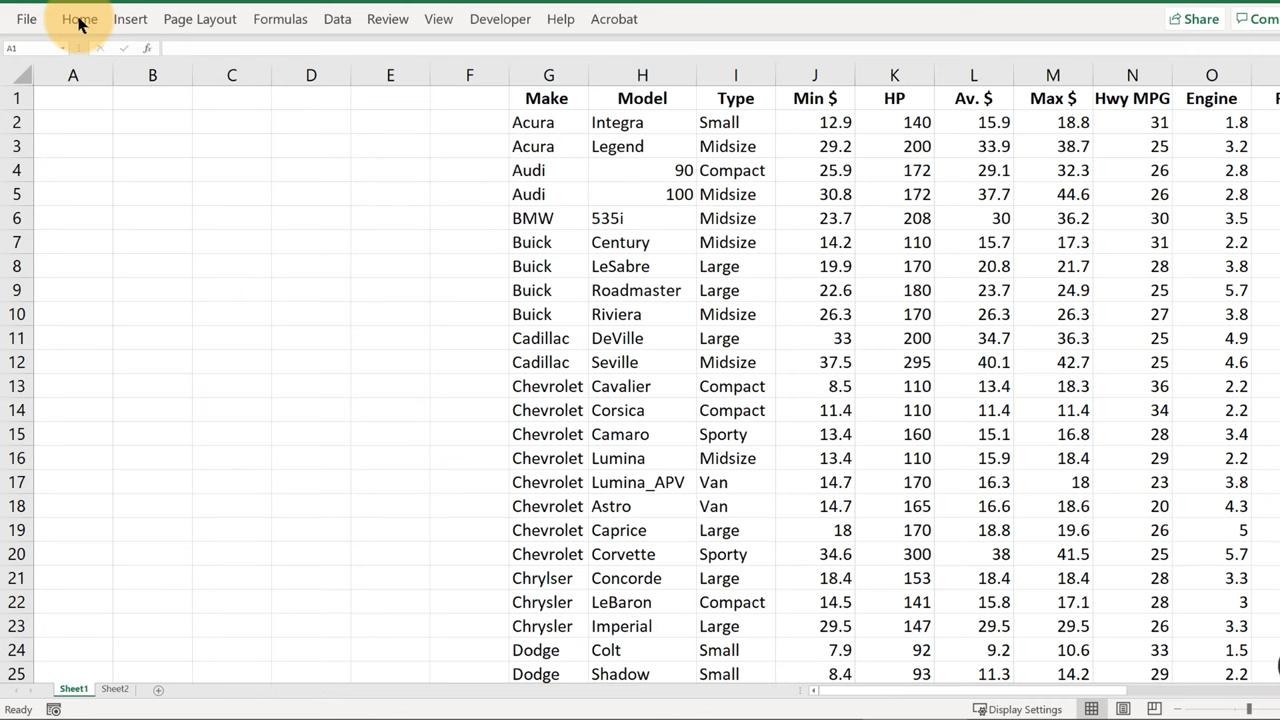 File Home Insert Page Layout Formulas Data Review View Developer Help Acrobat Share Com
A1 fx
A B C D E F G H I J K L M N O
1 Make Model Type Min $ HP Av. $ Max $ Hwy MPG Engine
2 Acura Integra Small 12.9 140 15.9 18.8 31 1.8
3 Acura Legend Midsize 29.2 200 33.9 38.7 25 3.2
4 Audi 90 Compact 25.9 172 29.1 32.3 26 2.8
5 Audi 100 Midsize 30.8 172 37.7 44.6 26 2.8
6 BMW 535i Midsize 23.7 208 30 36.2 30 3.5
7 Buick Century Midsize 14.2 110 15.7 17.3 31 2.2
8 Buick LeSabre Large 19.9 170 20.8 21.7 28 3.8
9 Buick Roadmaster Large 22.6 180 23.7 24.9 25 5.7
10 Buick Riviera Midsize 26.3 170 26.3 26.3 27 3.8
11 Cadillac DeVille Large 33 200 34.7 36.3 25 4.9
12 Cadillac Seville Midsize 37.5 295 40.1 42.7 25 4.6
13 Chevrolet Cavalier Compact 8.5 110 13.4 18.3 36 2.2
14 Chevrolet Corsica Compact 11.4 110 11.4 11.4 34 2.2
15 Chevrolet Camaro Sporty 13.4 160 15.1 16.8 28 3.4
16 Chevrolet Lumina Midsize 13.4 110 15.9 18.4 29 2.2
17 Chevrolet Lumina_APV Van 14.7 170 16.3 18 23 3.8
18 Chevrolet Astro Van 14.7 165 16.6 18.6 20 4.3
19 Chevrolet Caprice Large 18 170 18.8 19.6 26 5
20 Chevrolet Corvette Sporty 34.6 300 38 41.5 25 5.7
21 Chrylser Concorde Large 18.4 153 18.4 18.4 28 3.3
22 Chrysler LeBaron Compact 14.5 141 15.8 17.1 28 3
23 Chrysler Imperial Large 29.5 147 29.5 29.5 26 3.3
24 Dodge Colt Small 7.9 92 9.2 10.6 33 1.5
25 Dodge Shadow Small 8.4 93 11.3 14.2 29 2.2
Sheet1 Sheet2
Ready Display Settings